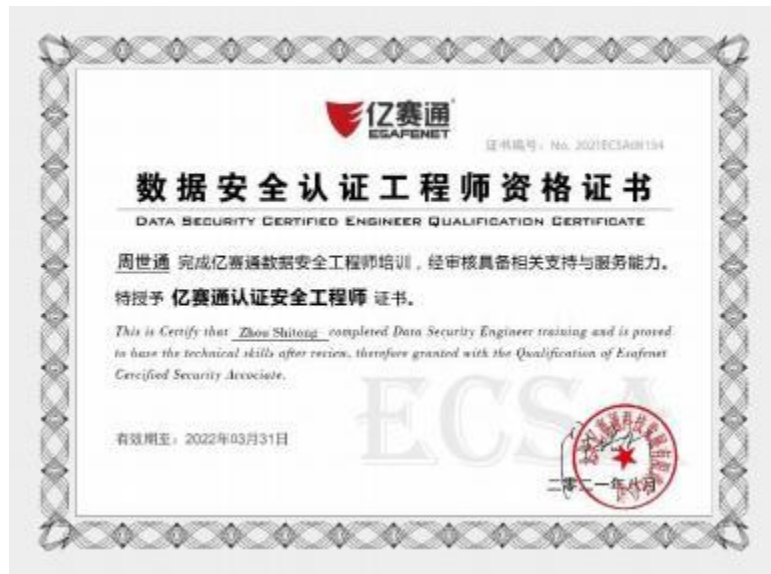 亿赛通
ESAFENET
证书编号：No. 2021ECSA08194
数据安全认证工程师资格证书
DATA SECURITY CERTIFIED ENGINEER QUALIFICATION CERTIFICATE
周世通 完成亿赛通数据安全工程师培训，经审核具备相关支持与服务能力。
特授予 亿赛通认证安全工程师 证书。
This is Certify that Zhou Shitong completed Data Security Engineer training and is proved
to have the technical skills after review, therefore granted with the Qualification of Esafenet
Cercified Security Associate.
ECSA
有效期至：2022年03月31日
二零二一年八月